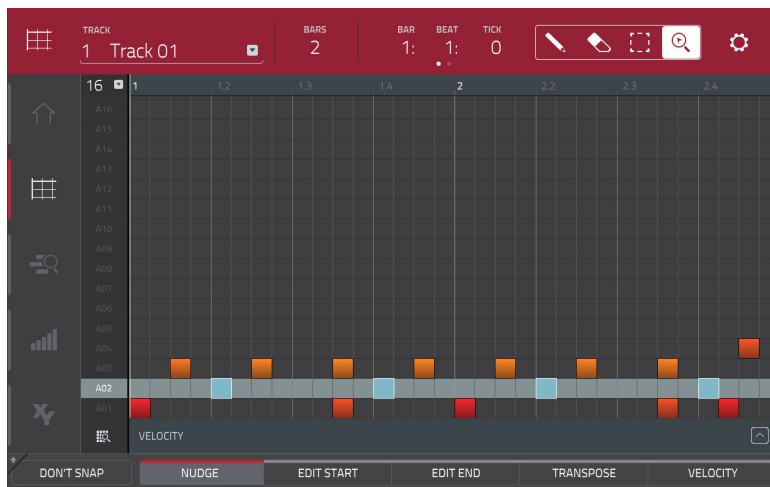 TRACK
1 Track 01
BARS
2
BAR BEAT TICK
1: 1: 0
16 1 1.2 1.3 1.4 2 2.2 2.3 2.4
A16
A15
A14
A13
A12
A11
A10
A09
A08
A07
A06
A05
A04
A03
A02
A01
XY
VELOCITY
DON'T SNAP NUDGE EDIT START EDIT END TRANSPOSE VELOCITY